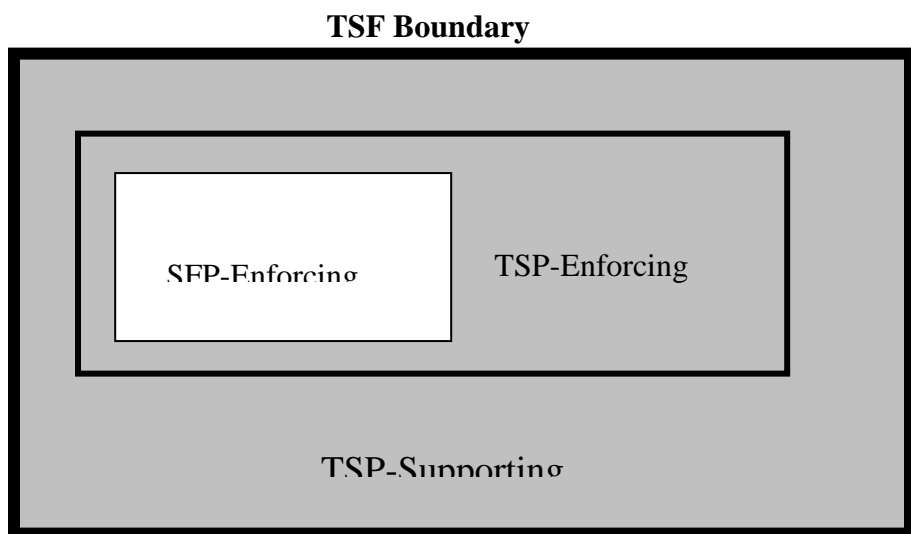 TSF Boundary
SFP-Enforcing
TSP-Enforcing
TSP-Supporting